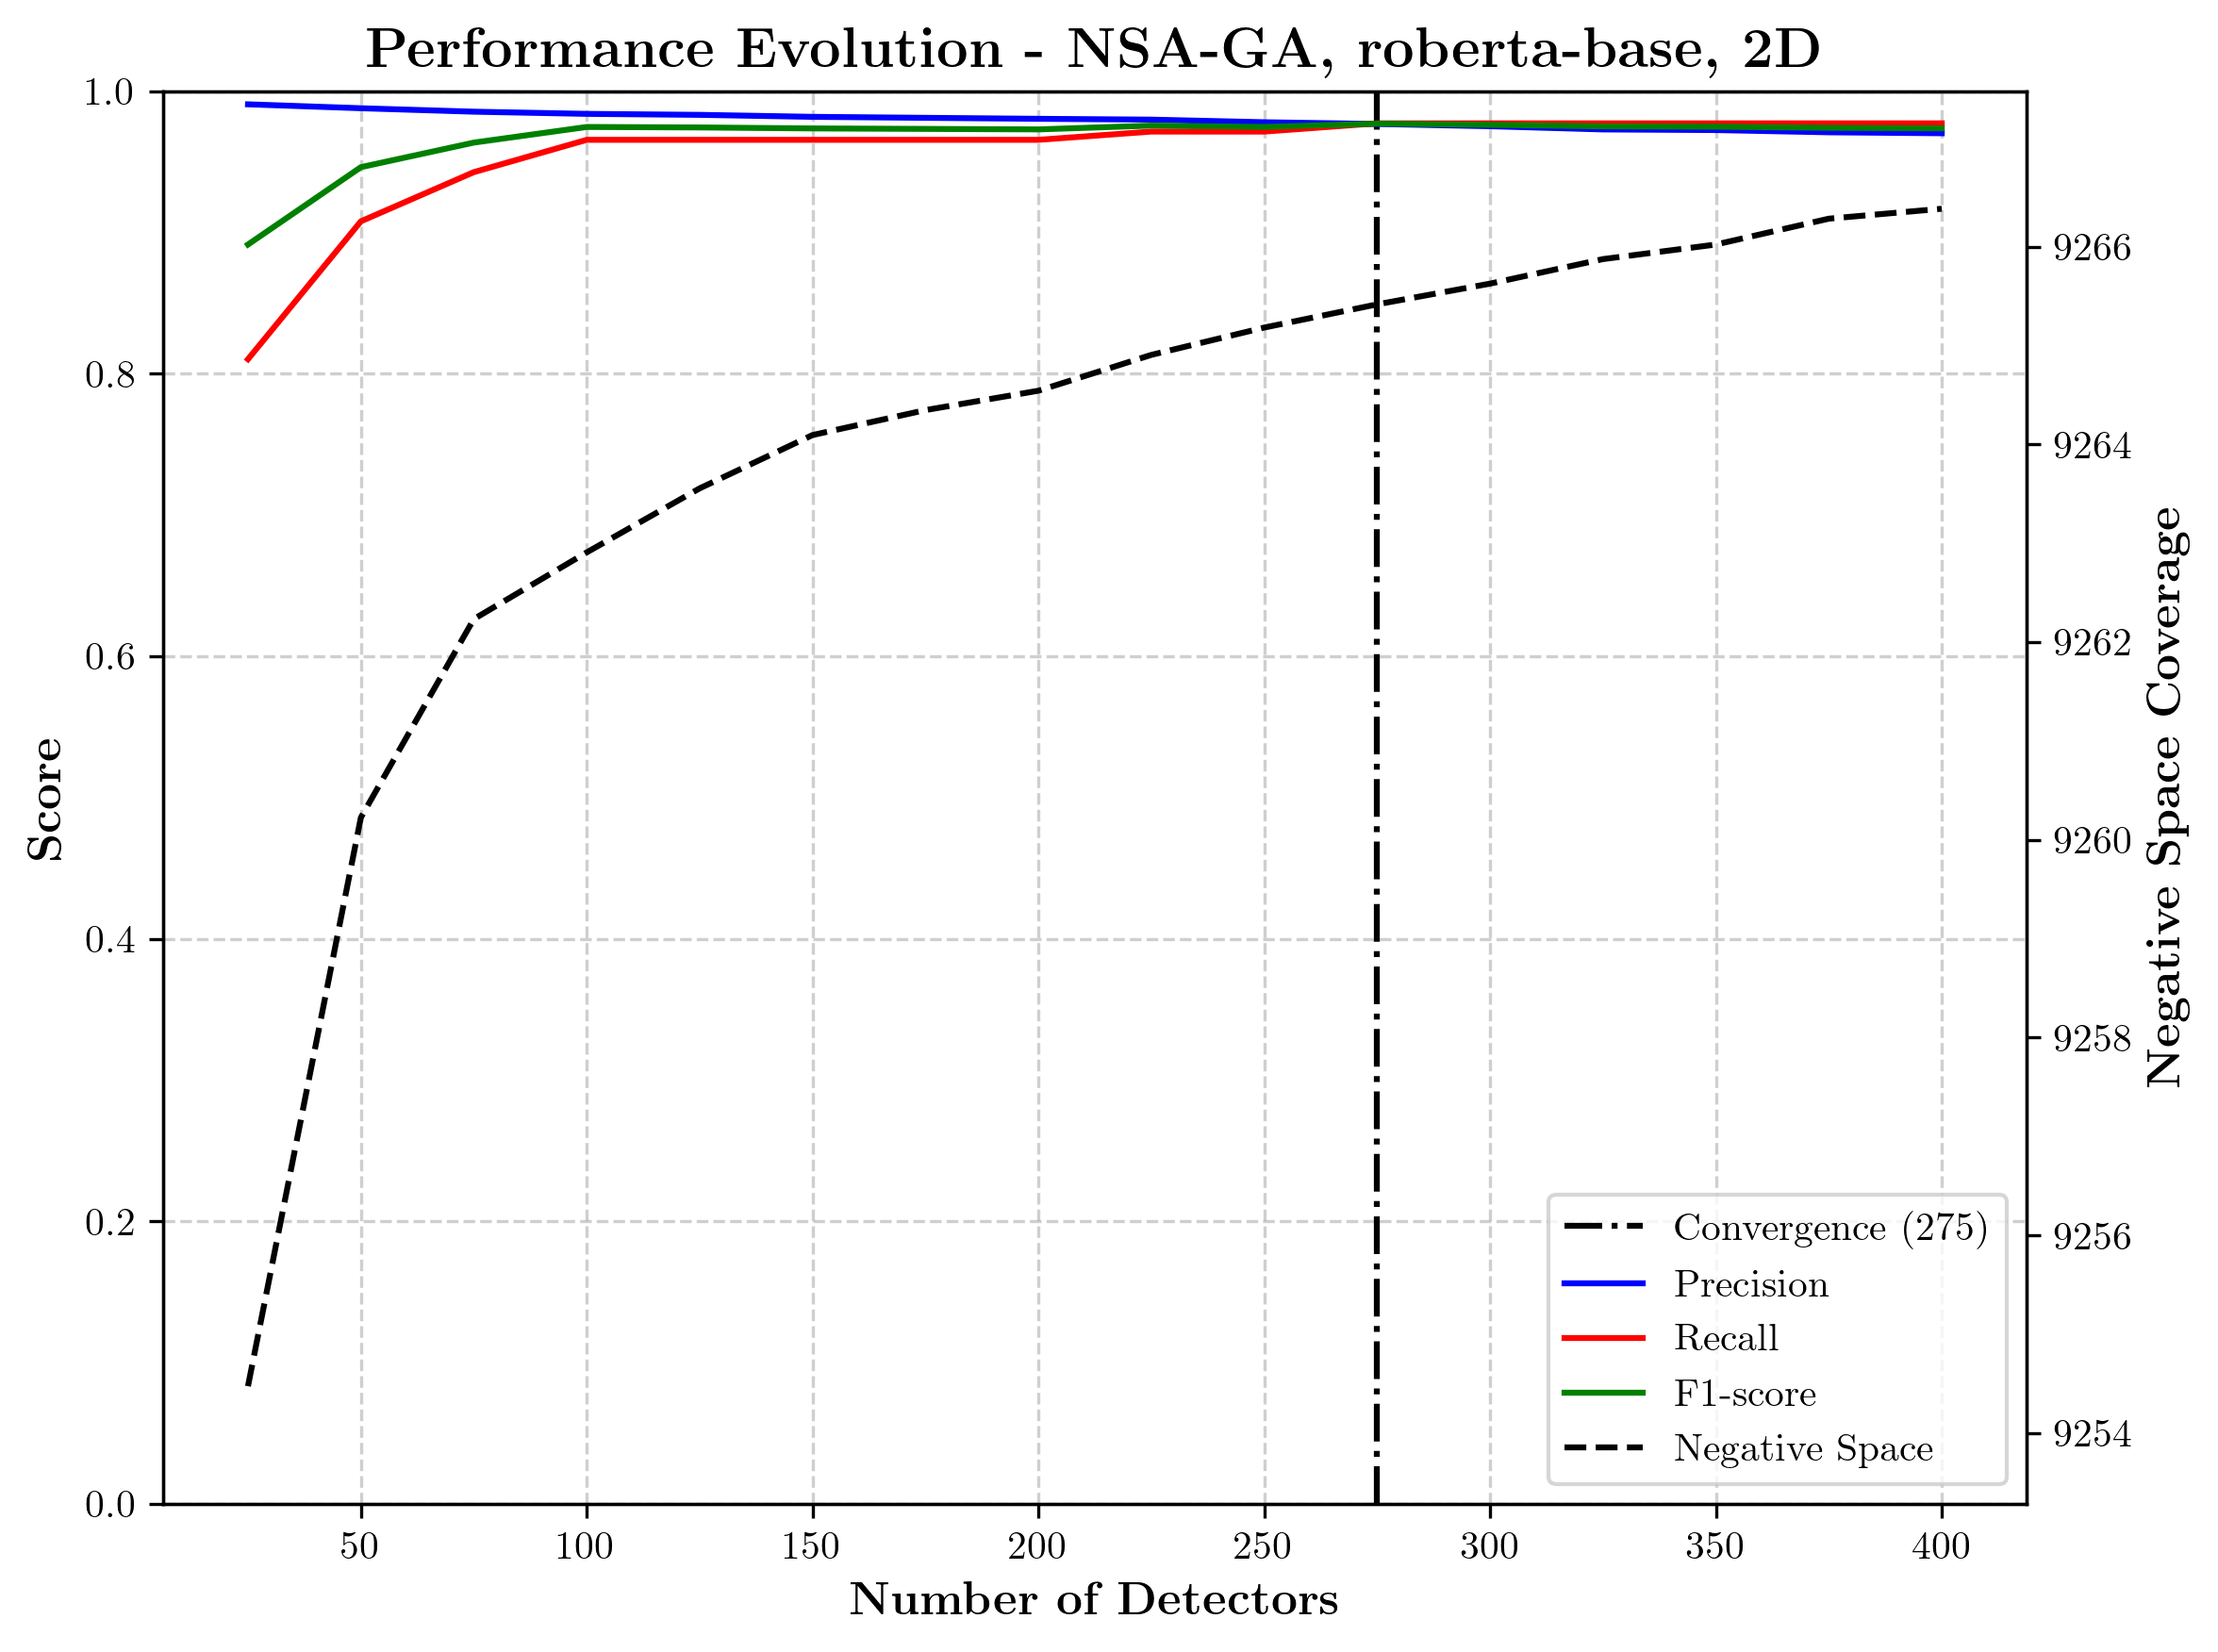 Performance Evolution - NSA-GA, roberta-base, 2D
1.0
0.8
0.6
0.4
0.2
0.0
Score
50 100 150 200 250 300 350 400
Number of Detectors
9266
9264
9262
9260
9258
9256
9254
Negative Space Coverage
Convergence (275)
Precision
Recall
F1-score
Negative Space